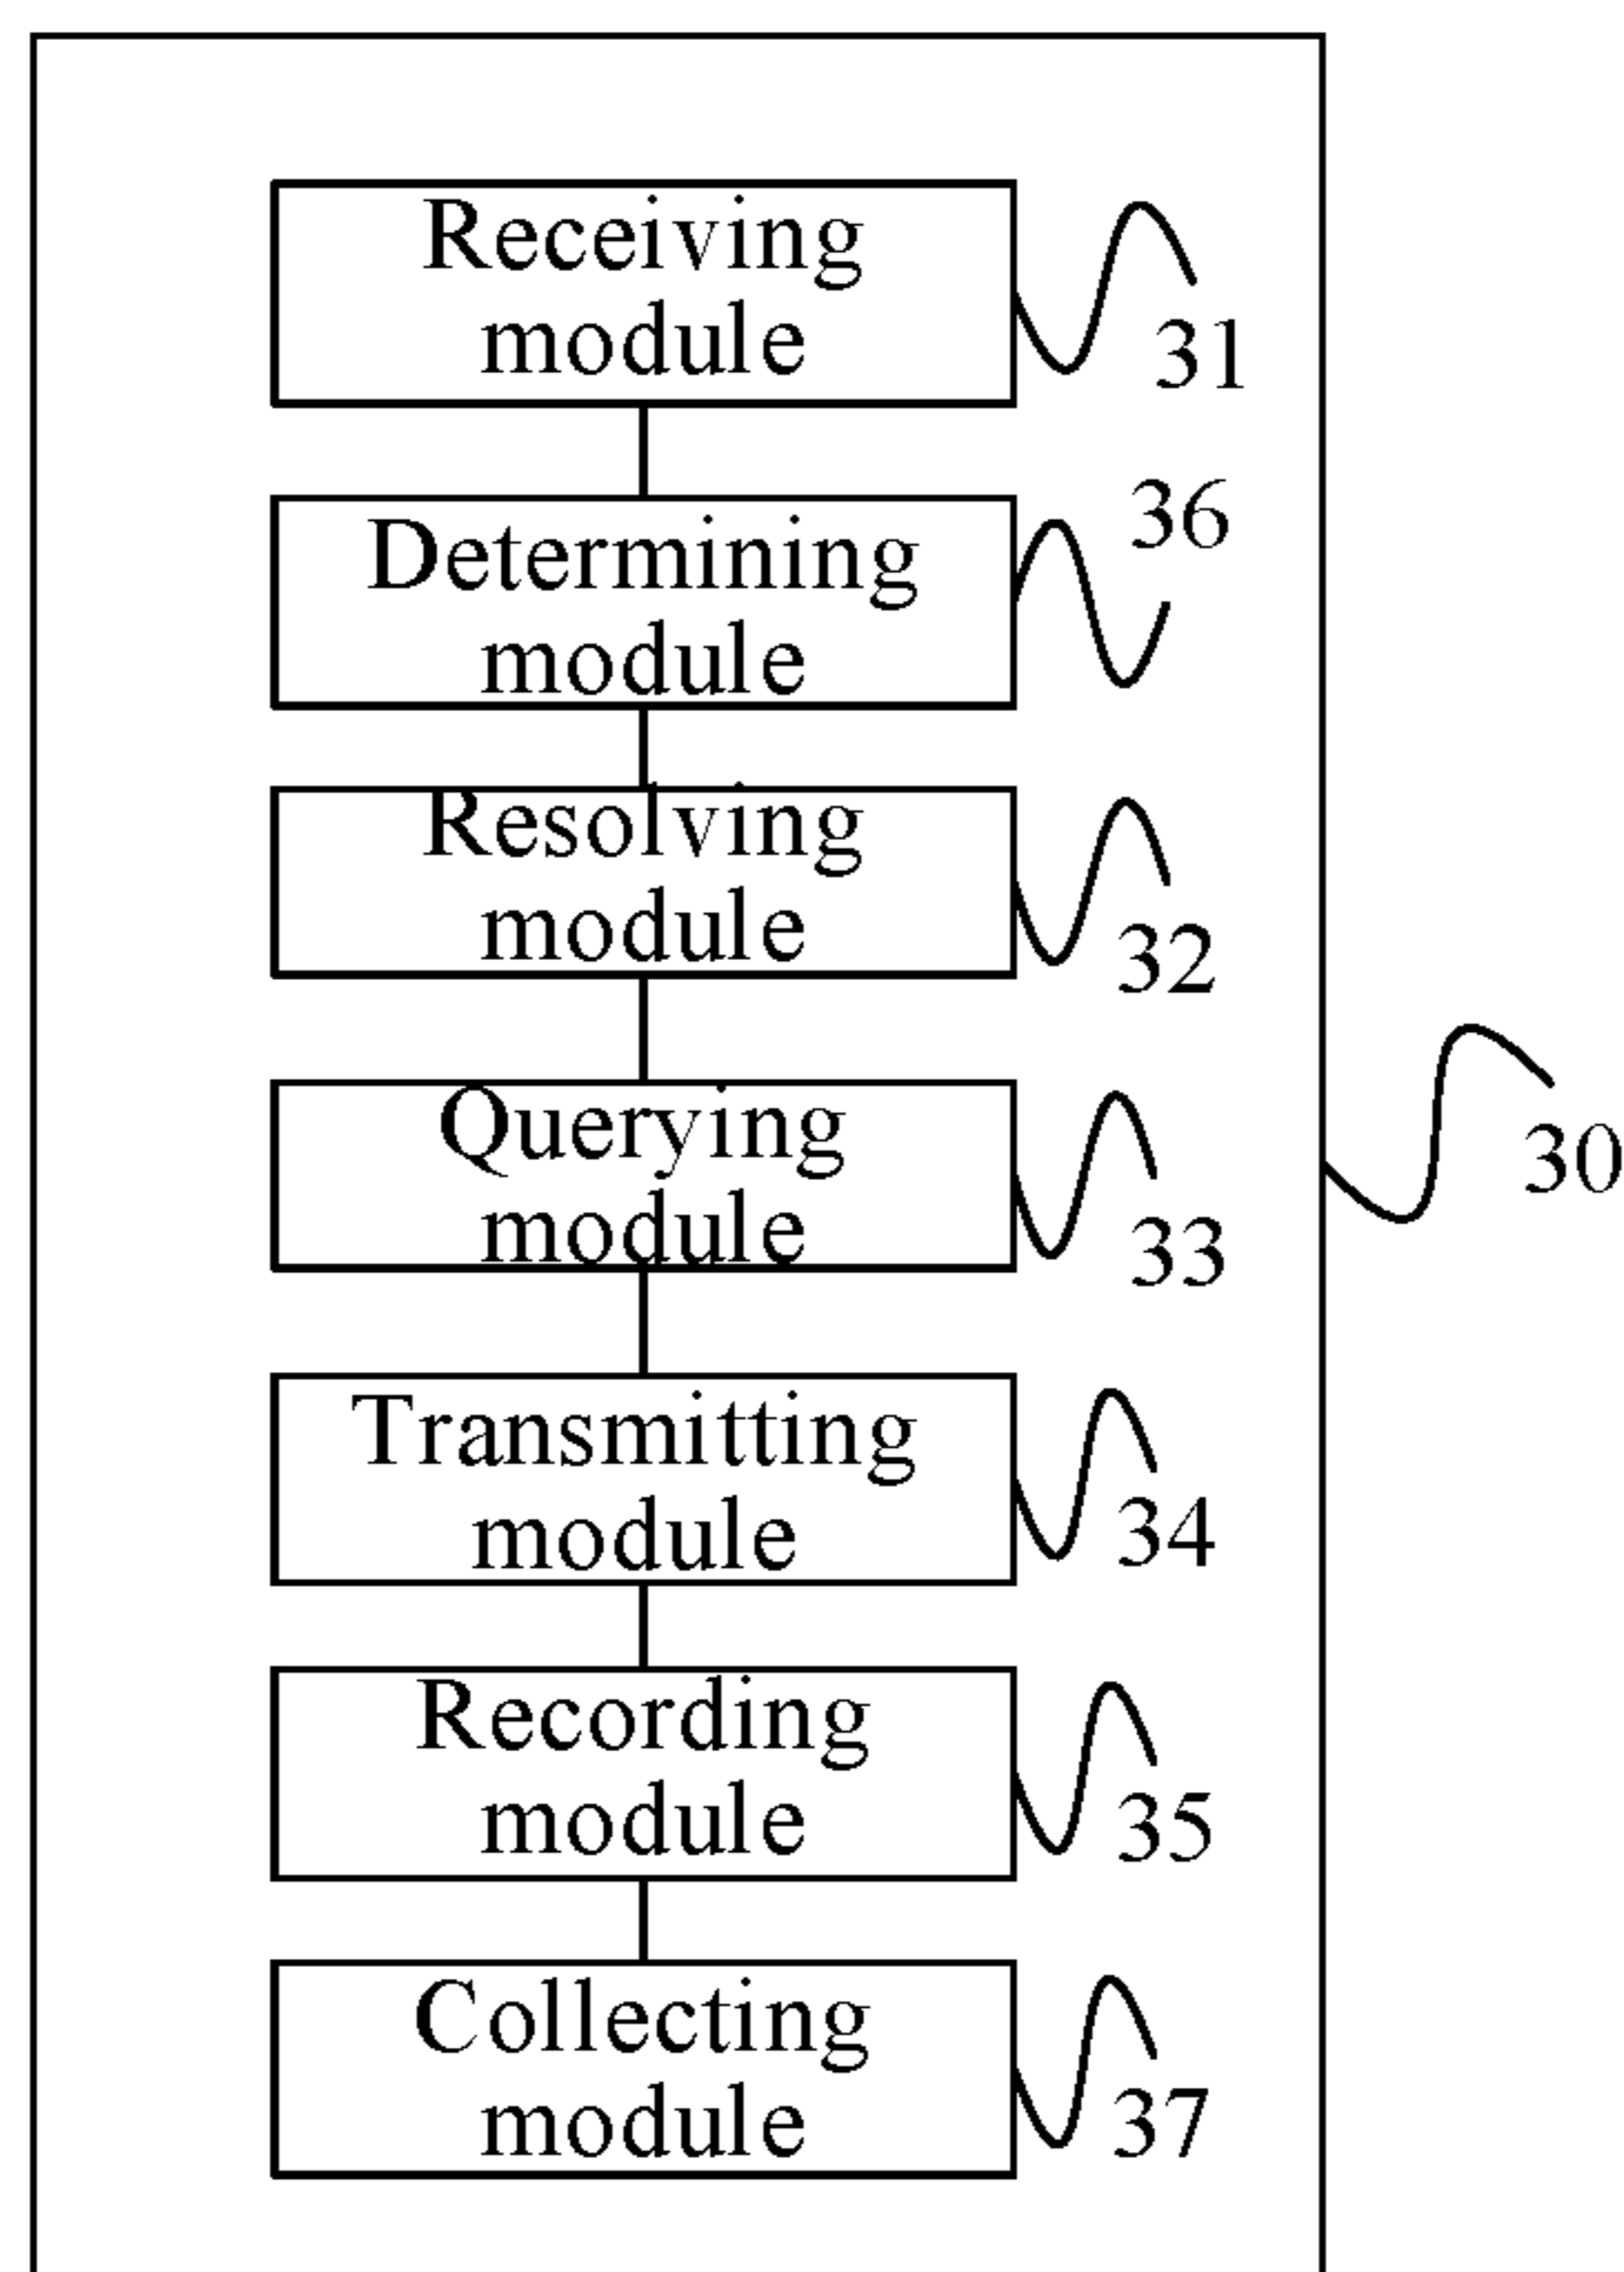 Receiving
module
31
36
Determining
module
Resolving
module
32
Querying
module
33
30
Transmitting
module
34
Recording
module
35
Collecting
module
37